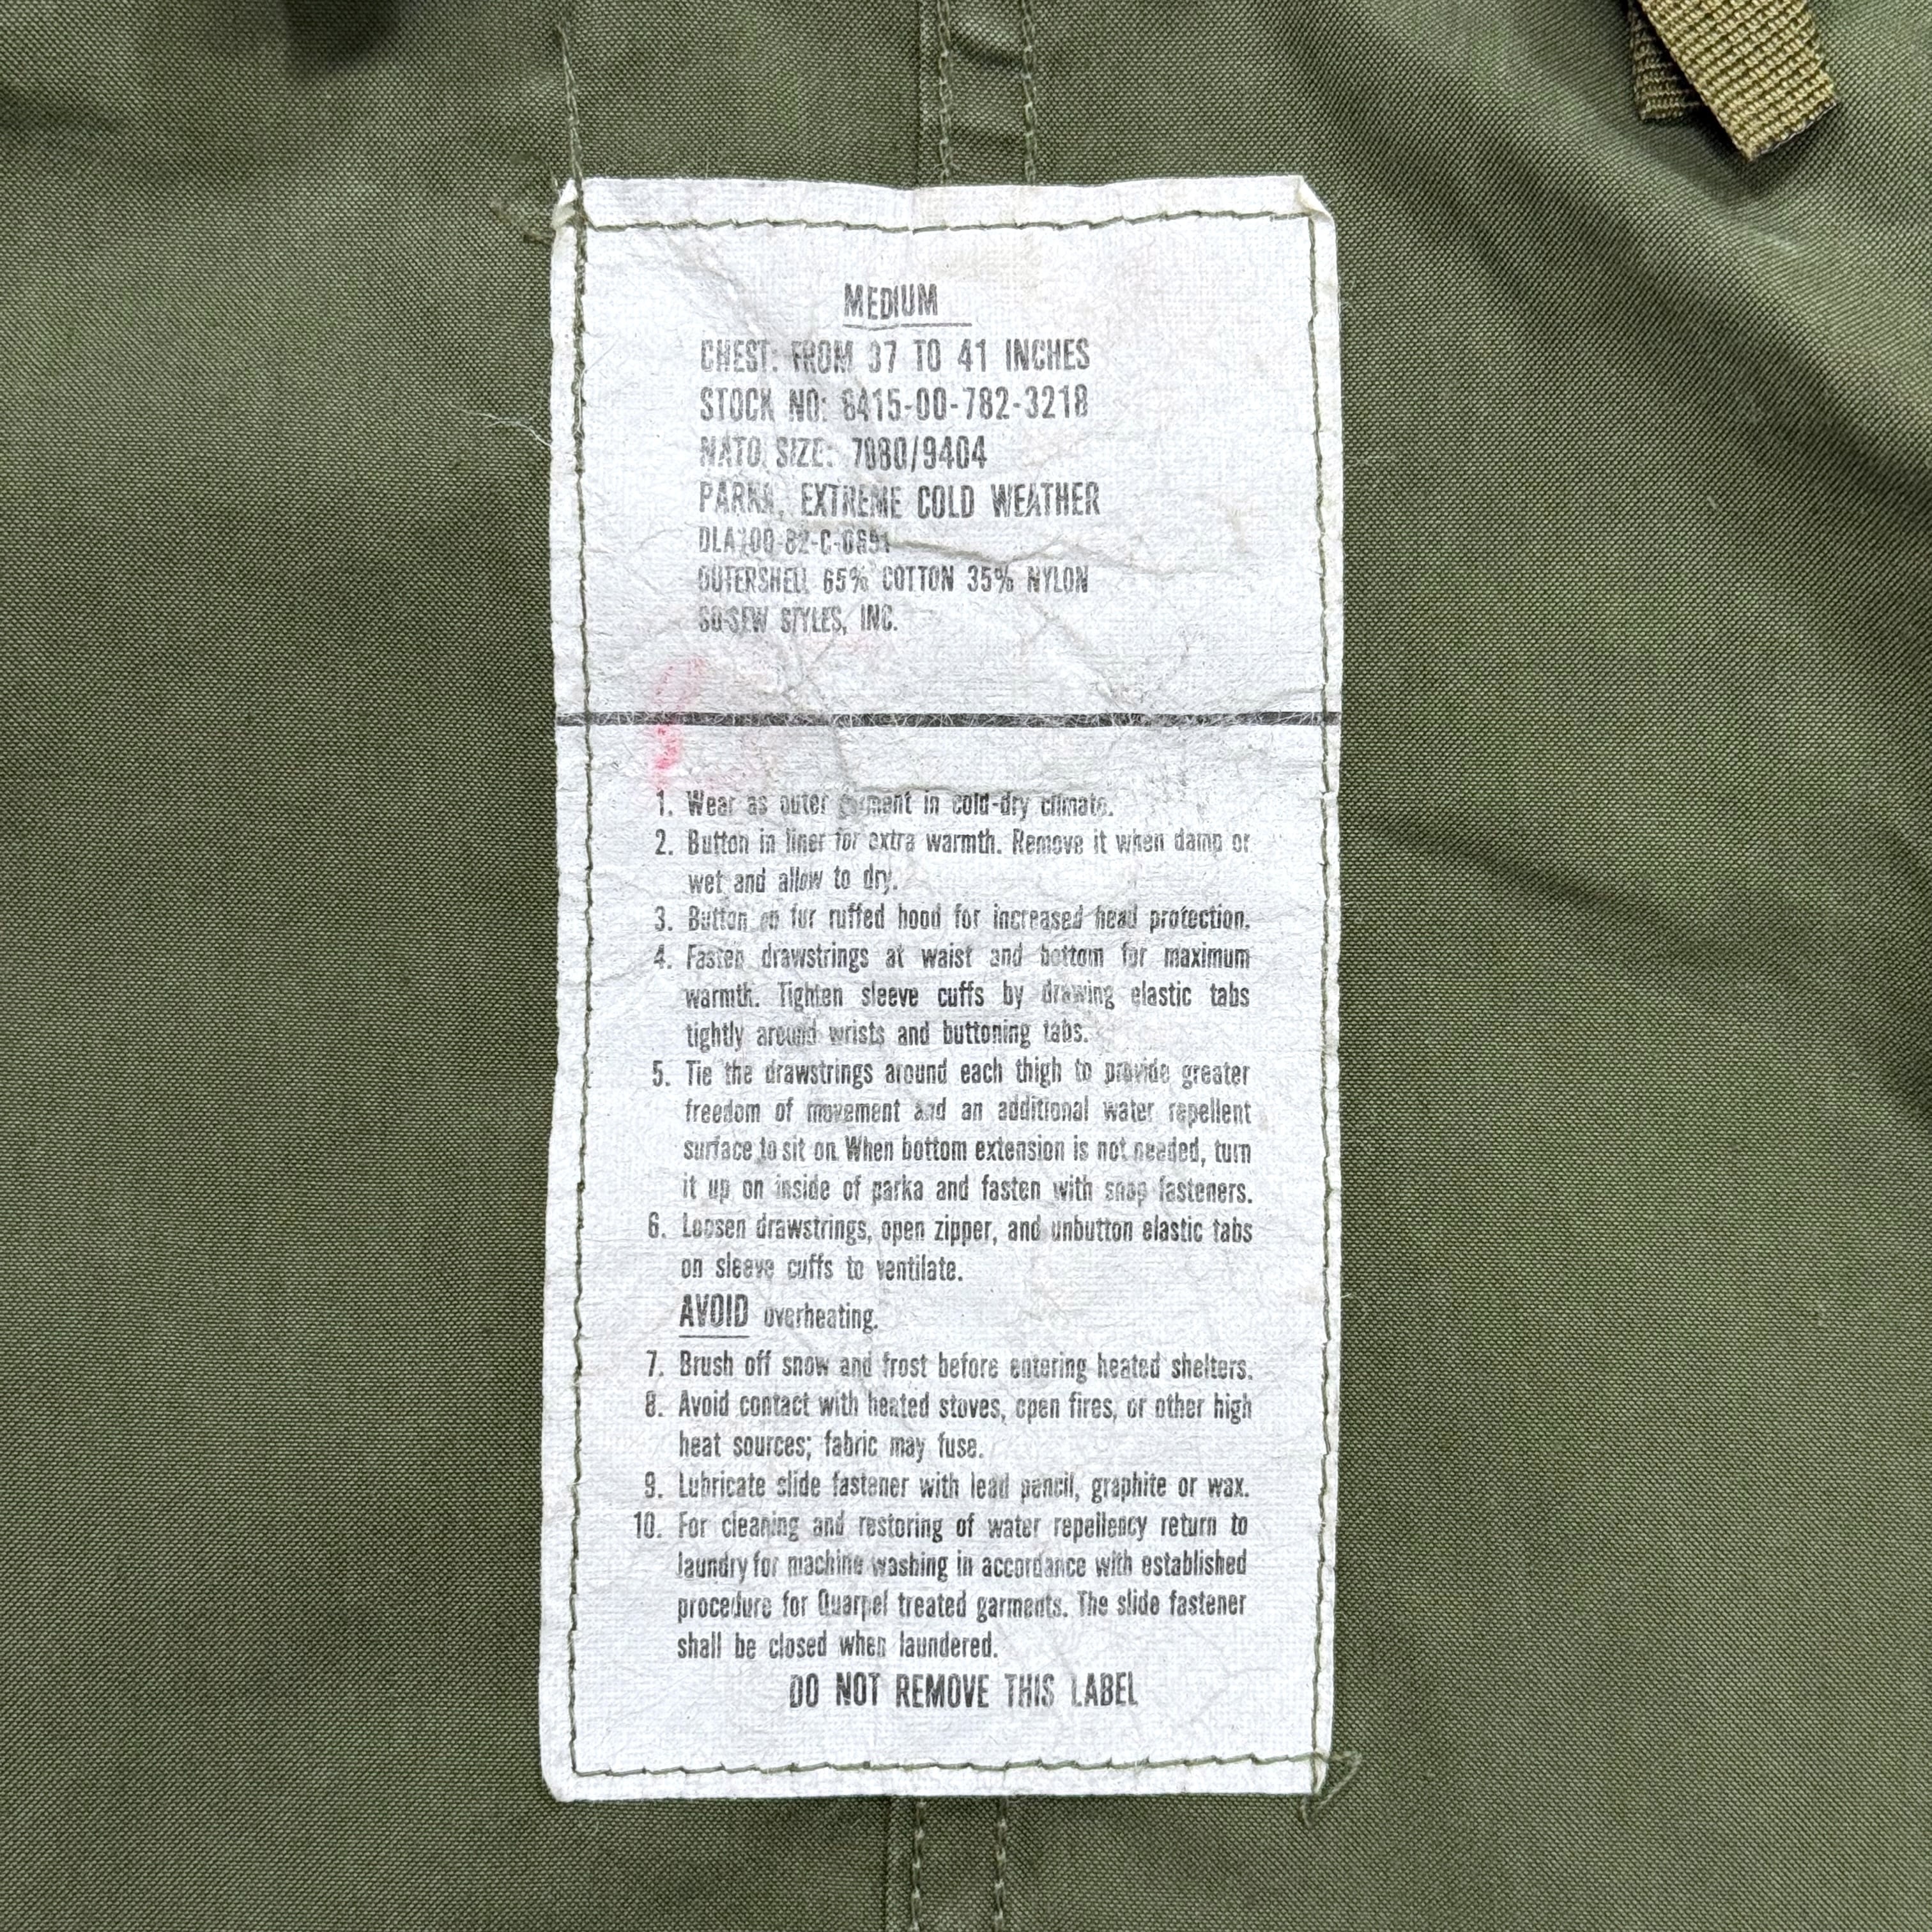 MEDIUM
CHEST: FROM 37 TO 41 INCHES
STOCK NO: 8415-00-782-3218
NATO SIZE: 7080/9404
PARKA, EXTREME COLD WEATHER
OUTERSHELL 65% COTTON 35% NYLON
SO-SEW STYLES, INC.
1. Wear as outer garment in cold-dry climate.
2. Button in liner for extra warmth. Remove it when damp or
wet and allow to dry.
3. Button on fur ruffed hood for increased head protection.
4. Fasten drawstrings at waist and bottom for maximum
warmth. Tighten sleeve cuffs by drawing elastic tabs
tightly around wrists and buttoning tabs.
5. Tie the drawstrings around each thigh to provide greater
freedom of movement and an additional water repellent
surface to sit on. When bottom extension is not needed, turn
it up on inside of parka and fasten with snap fasteners.
6. Loosen drawstrings, open zipper, and unbutton elastic tabs
on sleeve cuffs to ventilate.
AVOID overheating.
7. Brush off snow and frost before entering heated shelters.
8. Avoid contact with heated stoves, open fires, or other high
heat sources; fabric may fuse.
9. Lubricate slide fastener with lead pencil, graphite or wax.
10. For cleaning and restoring of water repellency return to
laundry for machine washing in accordance with established
procedure for Quarpel treated garments. The slide fastener
shall be closed when laundered.
DO NOT REMOVE THIS LABEL